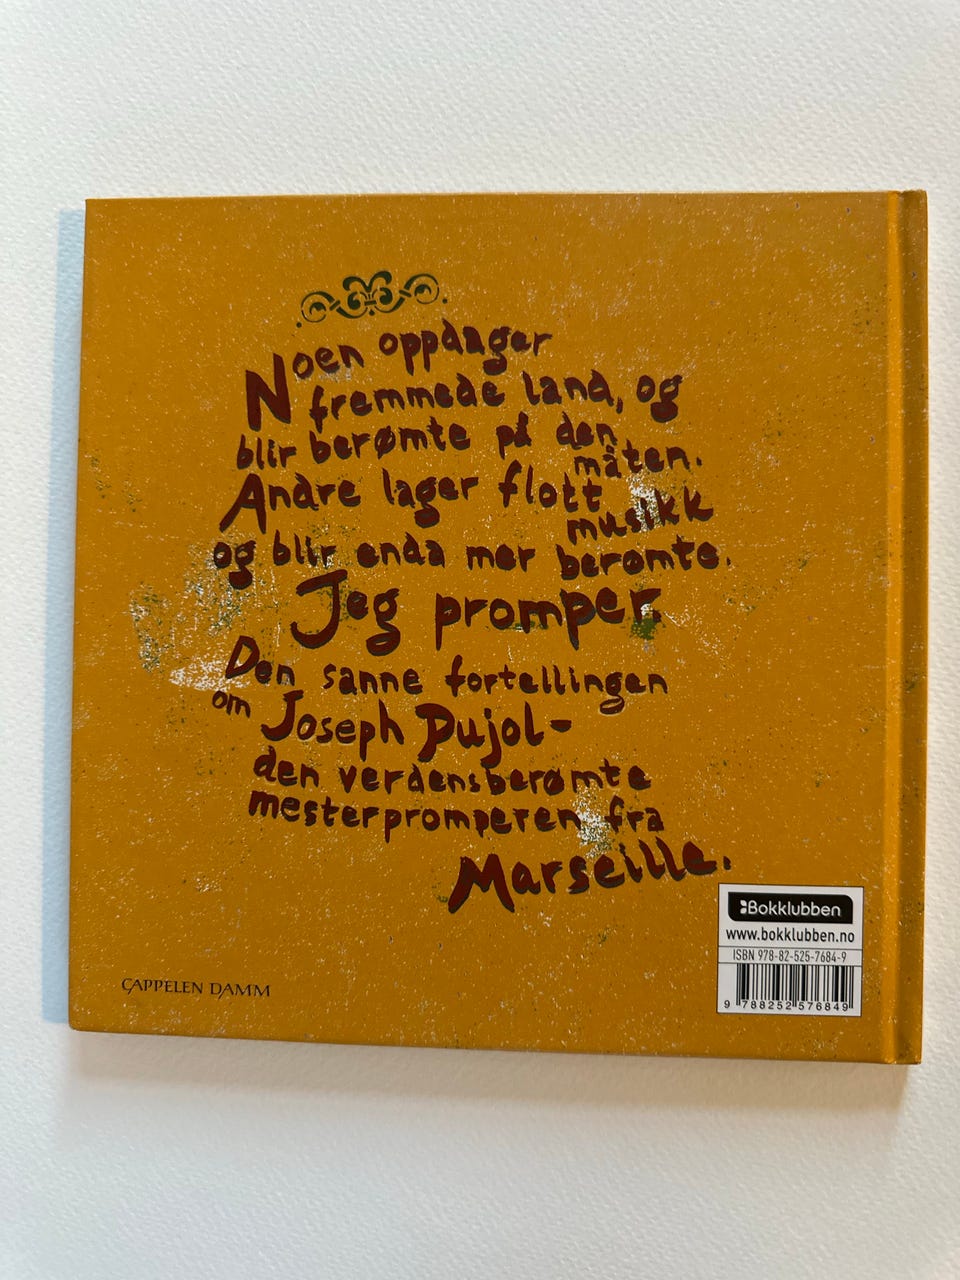 Noen oppdager
fremmede land, og
blir berømte på den
måten.
Andre lager flott
musikk
og blir enda mer berømte.
Jeg promper.
Den sanne fortellingen
om Joseph Pujol-
den verdensberømte
mesterpromperen fra
Marseille.
Bokklubben
www.bokklubben.no
ISBN 978-82-525-7684-9
9 788252 576849
CAPPELEN DAMM